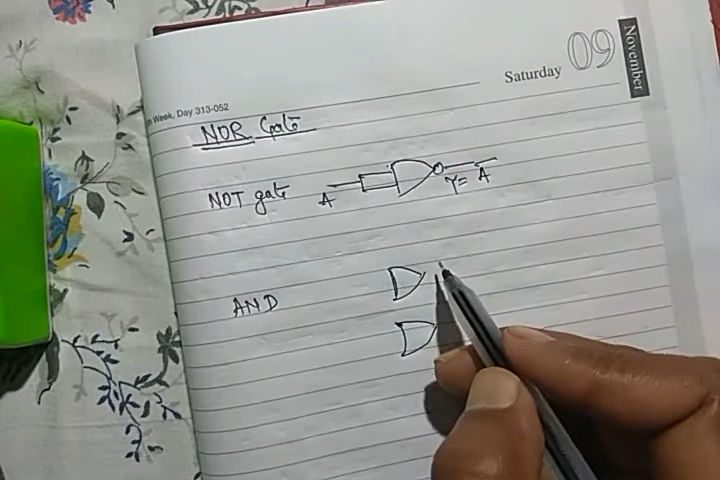 09 November
Saturday
Week, Day 313-052
NOR Gate
NOT gate A Y = A̅
AND